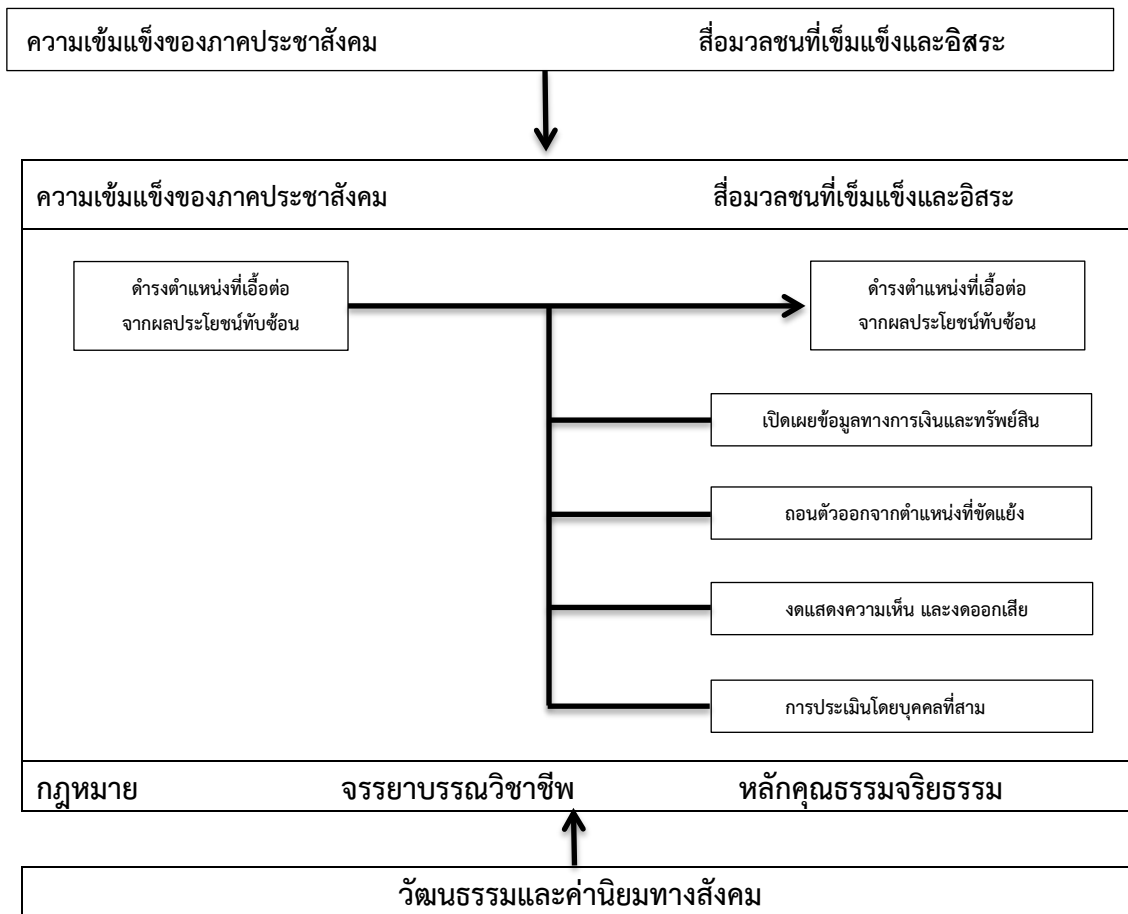 ความเข้มแข็งของภาคประชาสังคม สื่อมวลชนที่เข็มแข็งและอิสระ
ความเข้มแข็งของภาคประชาสังคม สื่อมวลชนที่เข็มแข็งและอิสระ
ดำรงตำแหน่งที่เอื้อต่อ
จากผลประโยชน์ทับซ้อน
ดำรงตำแหน่งที่เอื้อต่อ
จากผลประโยชน์ทับซ้อน
เปิดเผยข้อมูลทางการเงินและทรัพย์สิน
ถอนตัวออกจากตำแหน่งที่ขัดแย้ง
งดแสดงความเห็น และงดออกเสีย
การประเมินโดยบุคคลที่สาม
กฎหมาย จรรยาบรรณวิชาชีพ หลักคุณธรรมจริยธรรม
วัฒนธรรมและค่านิยมทางสังคม